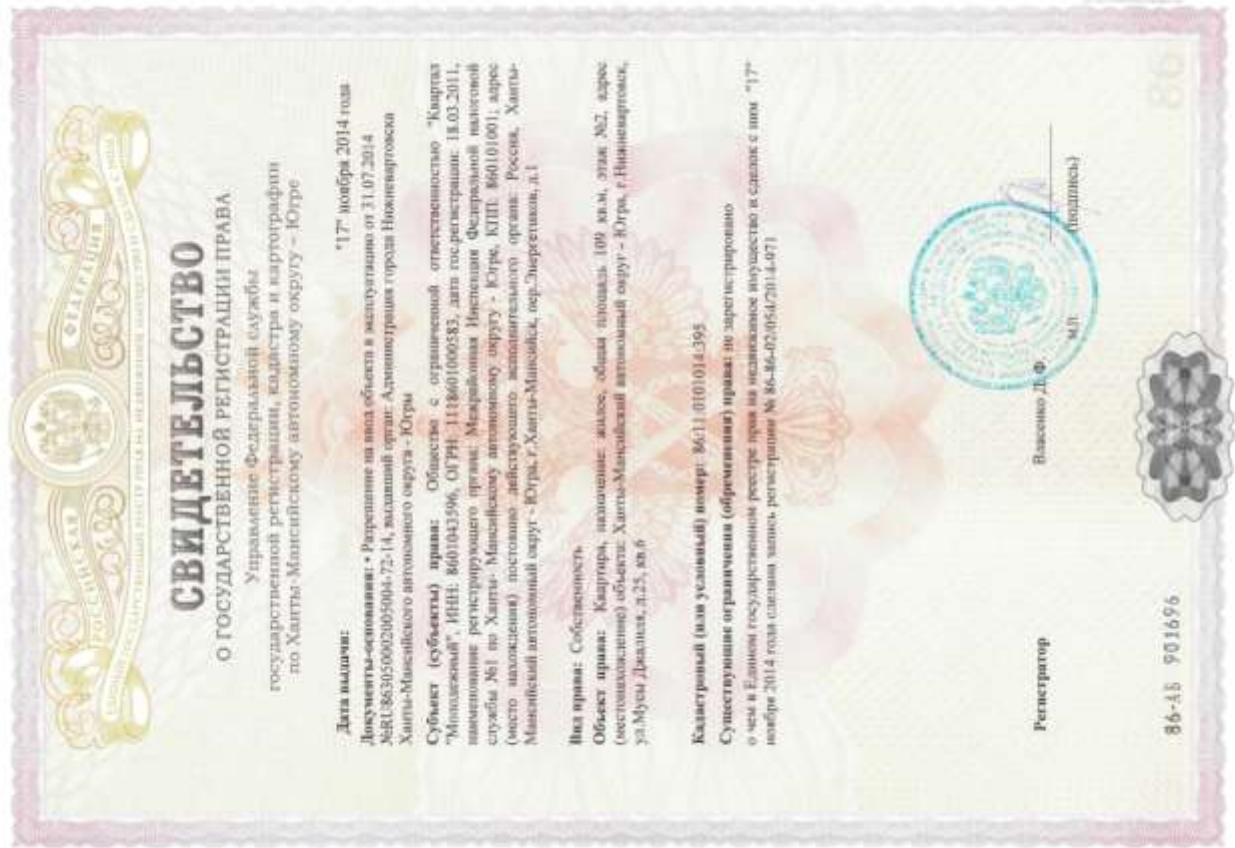 РОССИЙСКАЯ ФЕДЕРАЦИЯ
СВИДЕТЕЛЬСТВО
О ГОСУДАРСТВЕННОЙ РЕГИСТРАЦИИ ПРАВА
Управление Федеральной службы
государственной регистрации, кадастра и картографии
по Ханты-Мансийскому автономному округу – Югре
Дата выдачи: "17" ноября 2014 года
Документы-основания: • Разрешение на ввод объекта в эксплуатацию от 31.07.2014
№RU863050002005004-72-14, выдавший орган: Администрация города Нижневартовска
Ханты-Мансийского автономного округа - Югры
Субъект (субъекты) права: Общество с ограниченной ответственностью "Квартал
"Молодежный", ИНН: 8601043596, ОГРН: 1118601000583, дата гос.регистрации: 18.03.2011,
наименование регистрирующего органа: Межрайонная Инспекция Федеральной налоговой
службы №1 по Ханты- Мансийскому автономному округу - Югре, КПП: 860101001; адрес
(место нахождения) постоянно действующего исполнительного органа: Россия, Ханты-
Мансийский автономный округ - Югра, г.Ханты-Мансийск, пер.Энергетиков, д.1
Вид права: Собственность
Объект права: Квартира, назначение: жилое, общая площадь 109 кв.м, этаж №2, адрес
(местонахождение) объекта: Ханты-Мансийский автономный округ - Югра, г.Нижневартовск,
ул.Мусы Джалиля, д.25, кв.6
Кадастровый (или условный) номер: 86:11:0101014:395
Существующие ограничения (обременения) права: не зарегистрировано
о чем в Едином государственном реестре прав на недвижимое имущество и сделок с ним "17"
ноября 2014 года сделана запись регистрации № 86-86-02/054/2014-971
Регистратор Власенко Л. Ф.
м.п. (подпись)
86-АБ 901696
86